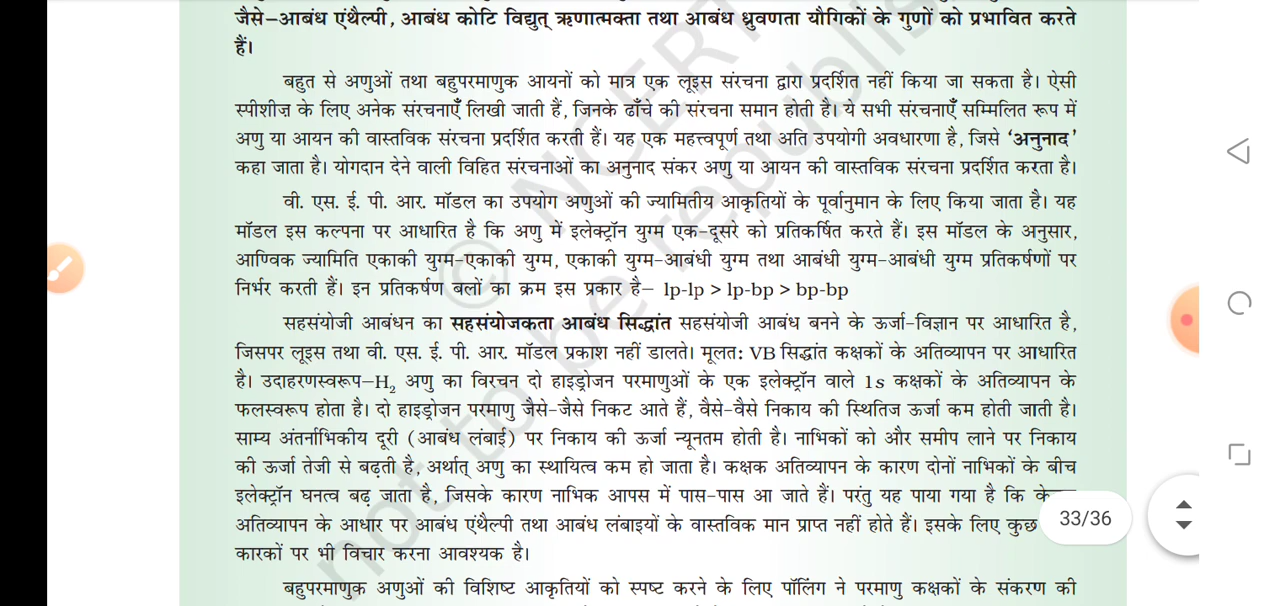 जैसे–आबंध एंथैल्पी, आबंध कोटि विद्युत् ऋणात्मक्ता तथा आबंध ध्रुवणता यौगिकों के गुणों को प्रभावित करते
हैं।
बहुत से अणुओं तथा बहुपरमाणुक आयनों को मात्र एक लूइस संरचना द्वारा प्रदर्शित नहीं किया जा सकता है। ऐसी
स्पीशीज़ के लिए अनेक संरचनाएँ लिखी जाती हैं, जिनके ढाँचे की संरचना समान होती है। ये सभी संरचनाएँ सम्मिलित रूप में
अणु या आयन की वास्तविक संरचना प्रदर्शित करती हैं। यह एक महत्त्वपूर्ण तथा अति उपयोगी अवधारणा है, जिसे ‘अनुनाद’
कहा जाता है। योगदान देने वाली विहित संरचनाओं का अनुनाद संकर अणु या आयन की वास्तविक संरचना प्रदर्शित करता है।
वी. एस. ई. पी. आर. मॉडल का उपयोग अणुओं की ज्यामितीय आकृतियों के पूर्वानुमान के लिए किया जाता है। यह
मॉडल इस कल्पना पर आधारित है कि अणु में इलेक्ट्रॉन युग्म एक-दूसरे को प्रतिकर्षित करते हैं। इस मॉडल के अनुसार,
आण्विक ज्यामिति एकाकी युग्म-एकाकी युग्म, एकाकी युग्म-आबंधी युग्म तथा आबंधी युग्म-आबंधी युग्म प्रतिकर्षणों पर
निर्भर करती हैं। इन प्रतिकर्षण बलों का क्रम इस प्रकार है– lp-lp > lp-bp > bp-bp
सहसंयोजी आबंधन का सहसंयोजकता आबंध सिद्धांत सहसंयोजी आबंध बनने के ऊर्जा-विज्ञान पर आधारित है,
जिसपर लूइस तथा वी. एस. ई. पी. आर. मॉडल प्रकाश नहीं डालते। मूलत: VB सिद्धांत कक्षकों के अतिव्यापन पर आधारित
है। उदाहरणस्वरूप–H₂ अणु का विरचन दो हाइड्रोजन परमाणुओं के एक इलेक्ट्रॉन वाले 1s कक्षकों के अतिव्यापन के
फलस्वरूप होता है। दो हाइड्रोजन परमाणु जैसे-जैसे निकट आते हैं, वैसे-वैसे निकाय की स्थितिज ऊर्जा कम होती जाती है।
साम्य अंतर्नाभिकीय दूरी (आबंध लंबाई) पर निकाय की ऊर्जा न्यूनतम होती है। नाभिकों को और समीप लाने पर निकाय
की ऊर्जा तेजी से बढ़ती है, अर्थात् अणु का स्थायित्व कम हो जाता है। कक्षक अतिव्यापन के कारण दोनों नाभिकों के बीच
इलेक्ट्रॉन घनत्व बढ़ जाता है, जिसके कारण नाभिक आपस में पास-पास आ जाते हैं। परंतु यह पाया गया है कि
अतिव्यापन के आधार पर आबंध एंथैल्पी तथा आबंध लंबाइयों के वास्तविक मान प्राप्त नहीं होते हैं। इसके लिए कुछ
33/36
कारकों पर भी विचार करना आवश्यक है।
बहुपरमाणुक अणुओं की विशिष्ट आकृतियों को स्पष्ट करने के लिए पॉलिंग ने परमाणु कक्षकों के संकरण की
© NCERT
not to be republis